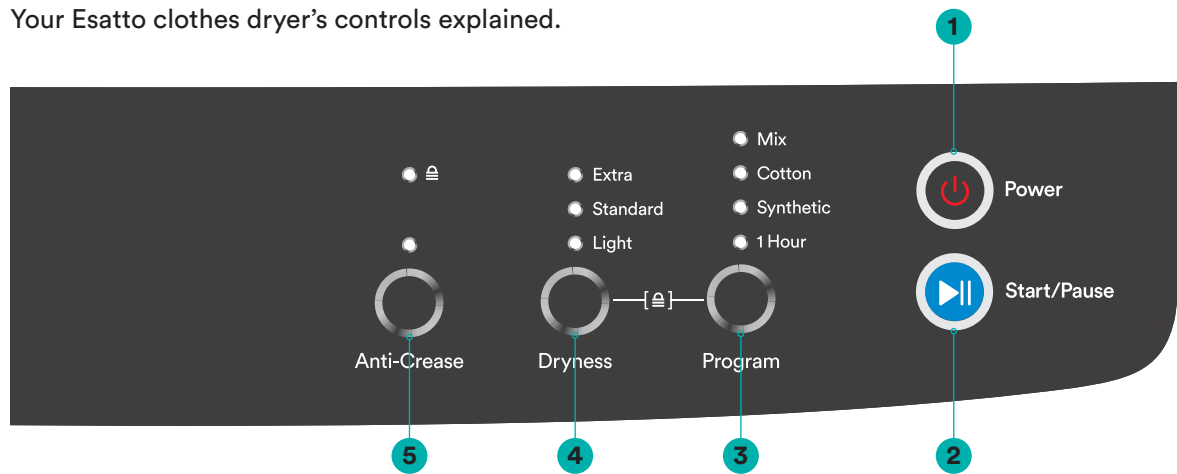 Your Esatto clothes dryer’s controls explained.
1
Mix
Extra
Cotton
Power
Standard
Synthetic
Light
1 Hour
Start/Pause
Anti-Crease
Dryness
Program
5
4
3
2